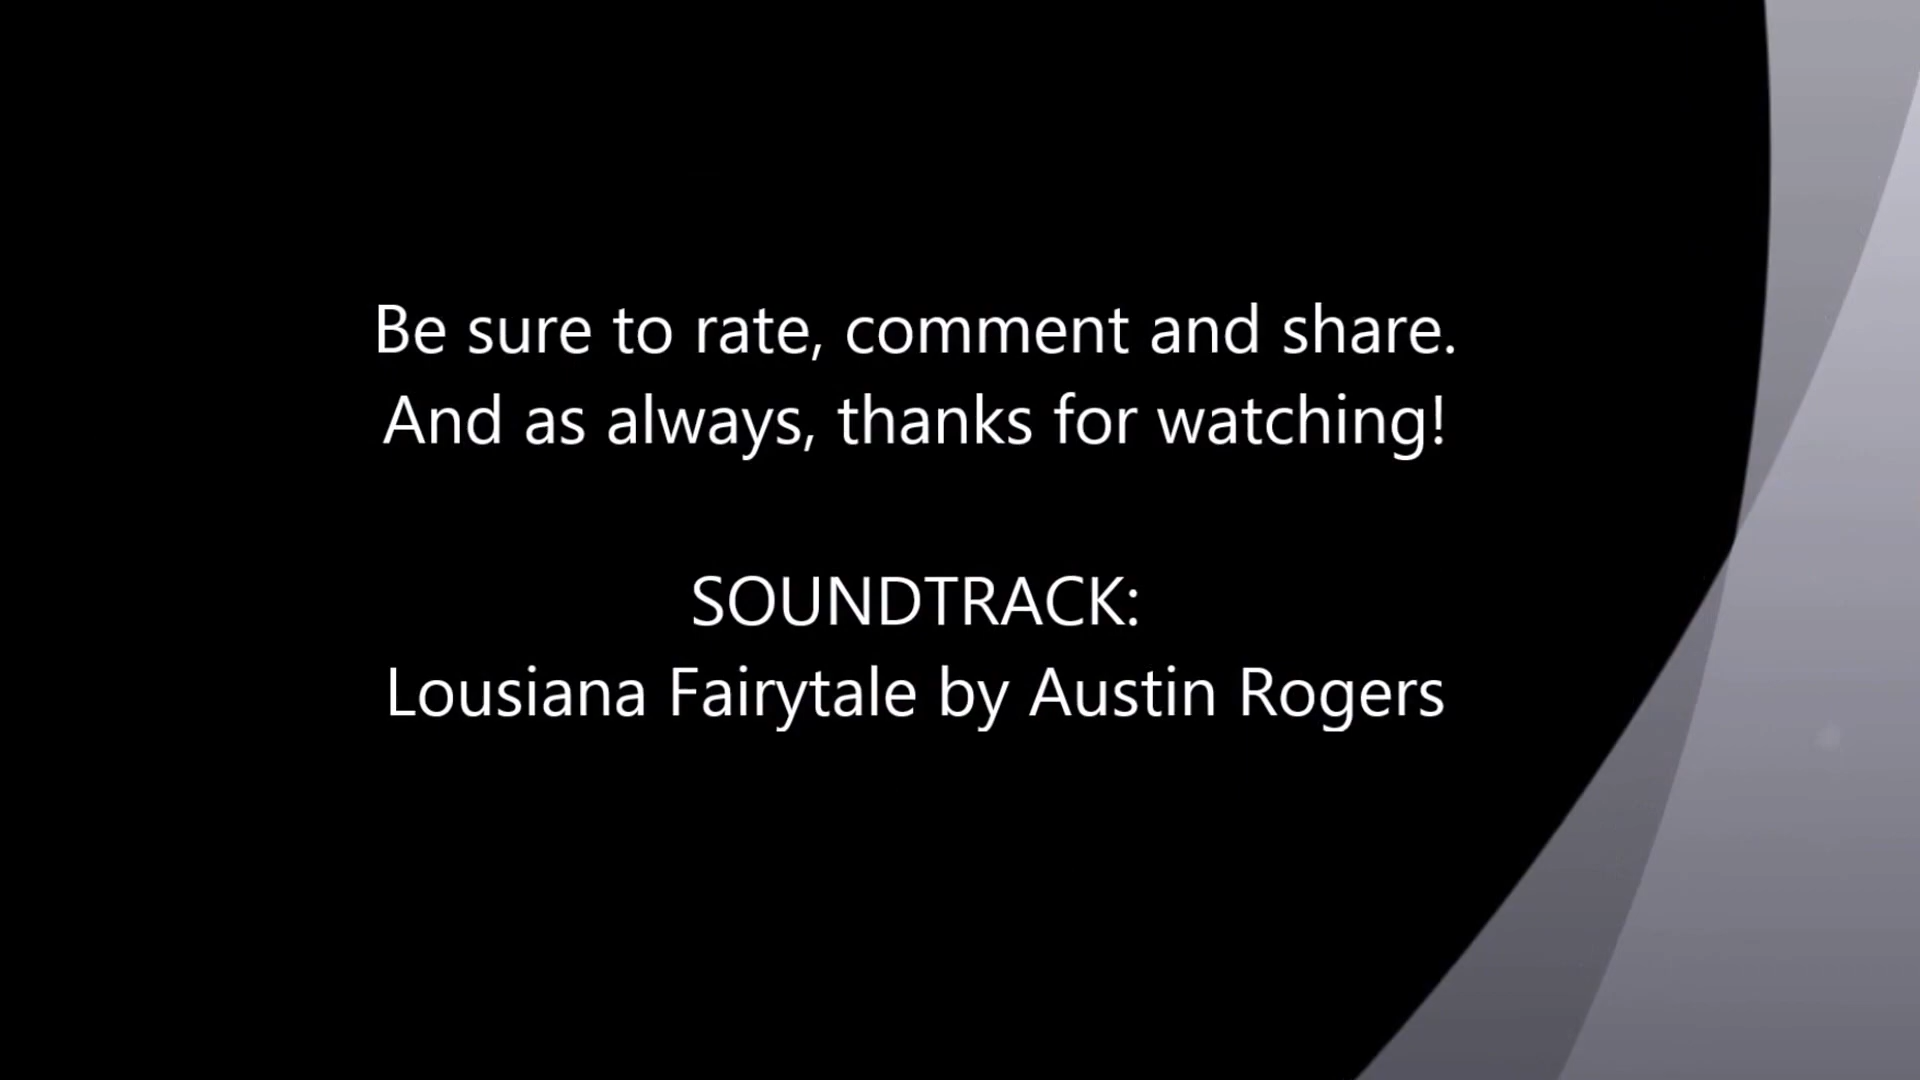 Be sure to rate, comment and share.
And as always, thanks for watching!
SOUNDTRACK:
Lousiana Fairytale by Austin Rogers